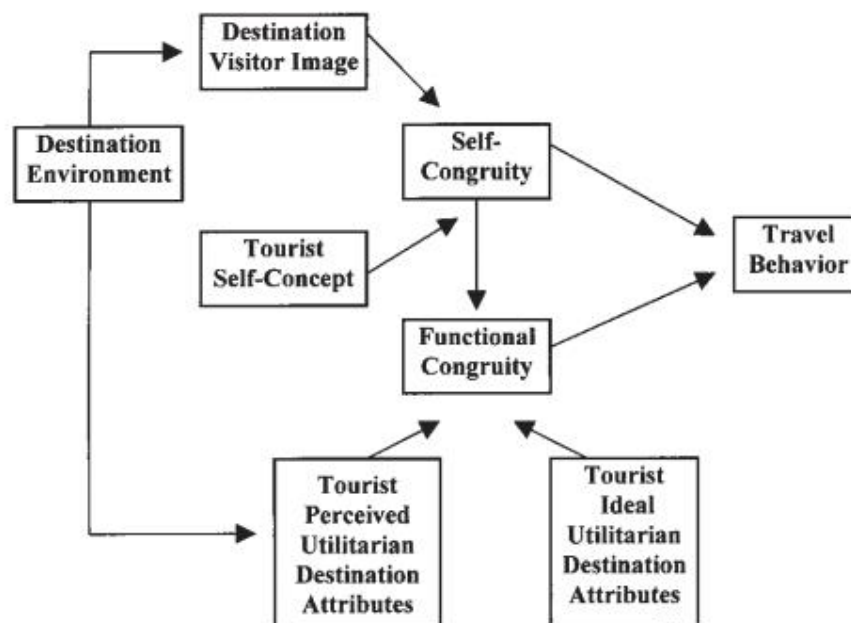 Destination
Visitor Image
Destination
Environment
Self-
Congruity
Tourist
Self-Concept
Travel
Behavior
Functional
Congruity
Tourist
Perceived
Utilitarian
Destination
Attributes
Tourist
Ideal
Utilitarian
Destination
Attributes